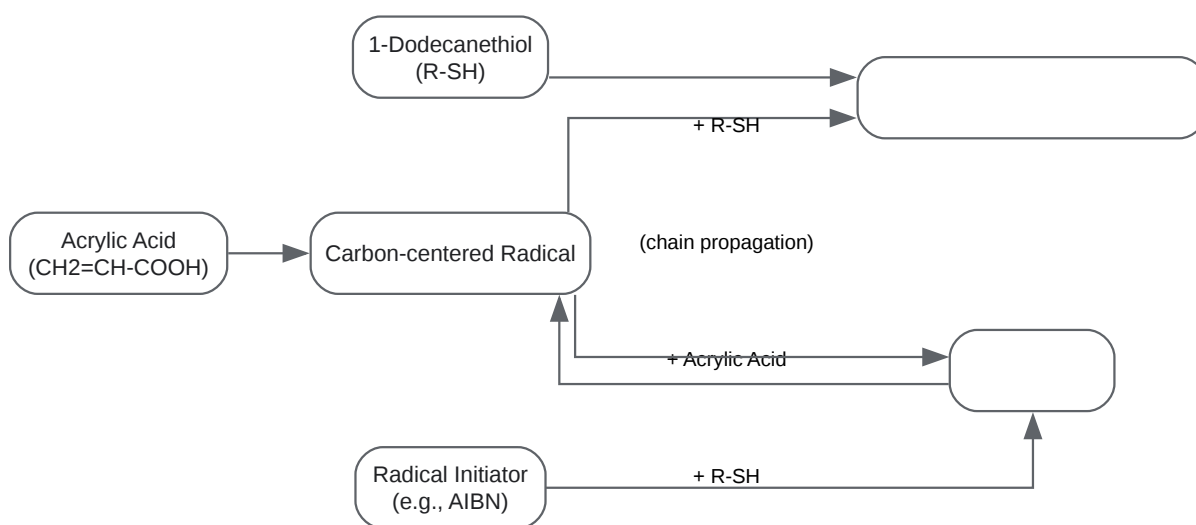 1-Dodecanethiol
(R-SH)
+ R-SH
Acrylic Acid
(CH2=CH-COOH)
Carbon-centered Radical
(chain propagation)
+ Acrylic Acid
Radical Initiator
(e.g., AIBN)
+ R-SH